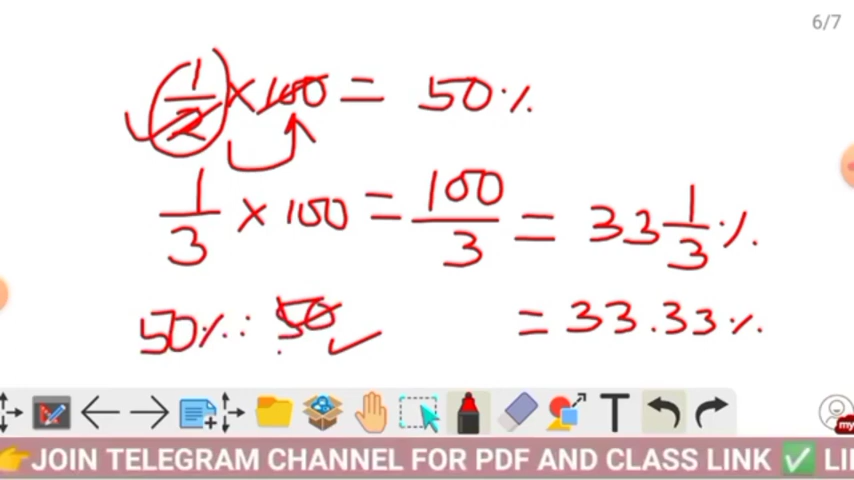 6/7
1/2 × 100 = 50%
1/3 × 100 = 100/3 = 33 1/3 %
50% : 50
= 33.33%
T
my
👉JOIN TELEGRAM CHANNEL FOR PDF AND CLASS LINK ✅ LI